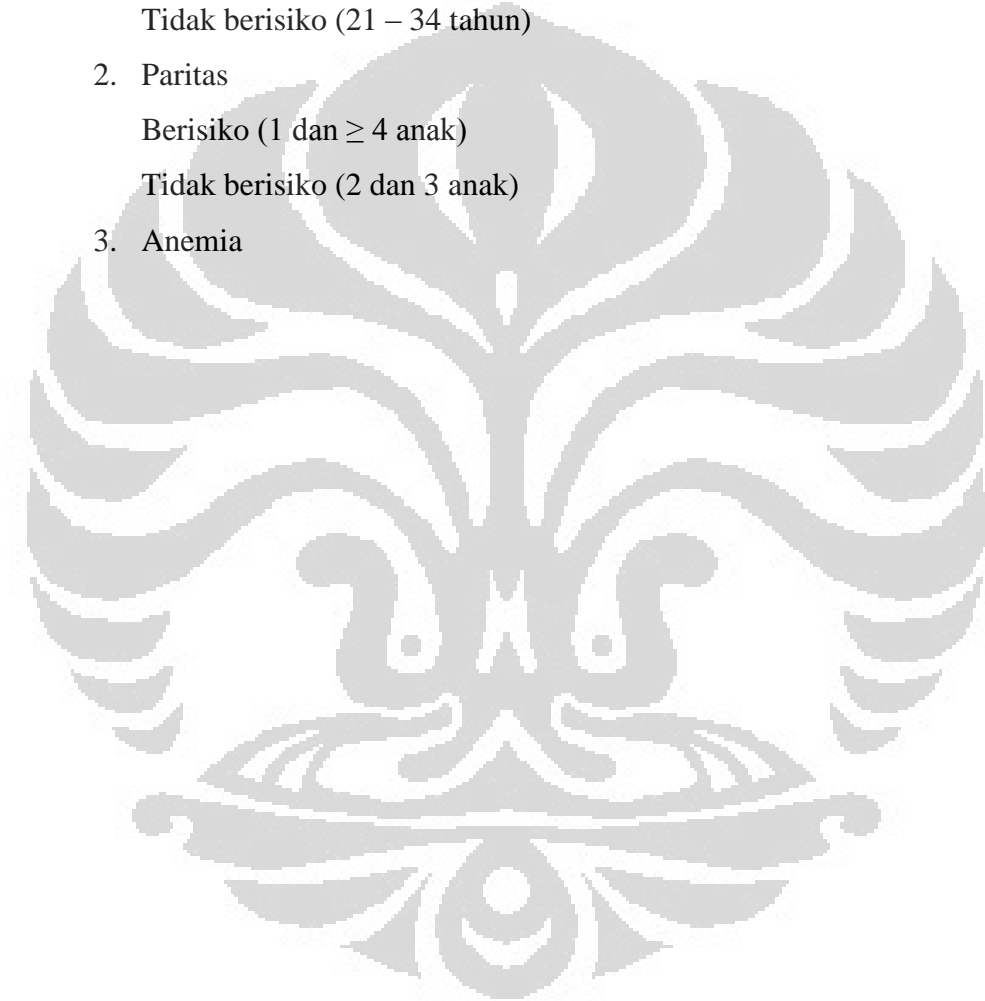 Tidak berisiko (21 – 34 tahun)
2. Paritas
Berisiko (1 dan ≥ 4 anak)
Tidak berisiko (2 dan 3 anak)
3. Anemia